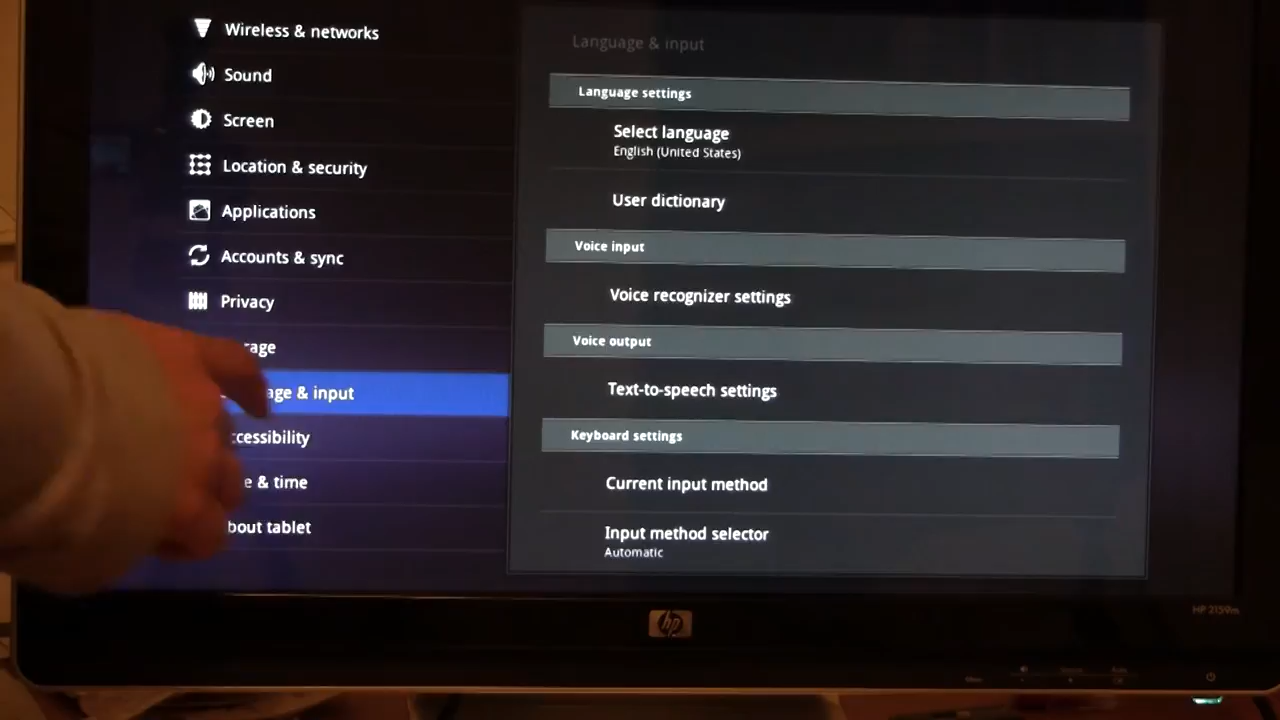 Wireless & networks
Sound
Screen
Location & security
Applications
Accounts & sync
Privacy
rage
age & input
ccessibility
e & time
bout tablet
Language & input
Language settings
Select language
English (United States)
User dictionary
Voice input
Voice recognizer settings
Voice output
Text-to-speech settings
Keyboard settings
Current input method
Input method selector
Automatic
hp
HP 2159m